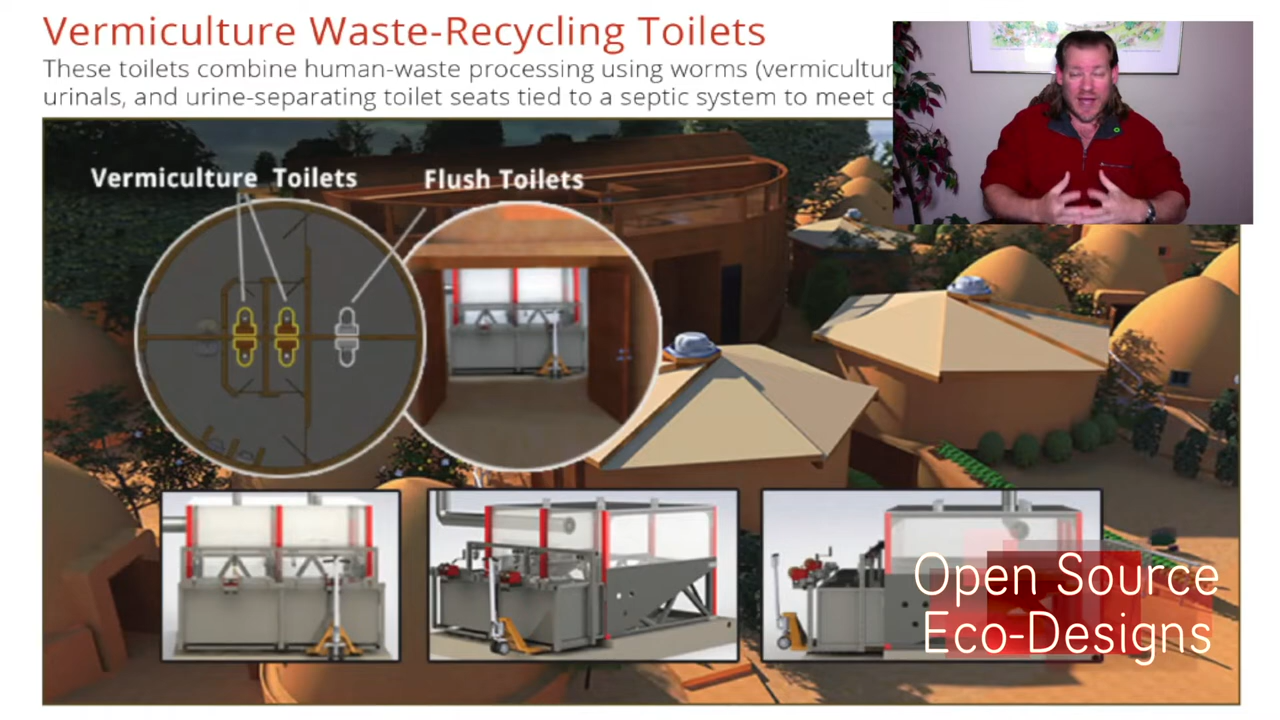 Vermiculture Waste-Recycling Toilets
These toilets combine human-waste processing using worms
urinals, and urine-separating toilet seats tied to a septic system to meet
Vermiculture Toilets
Flush Toilets
Open Source
Eco-Designs